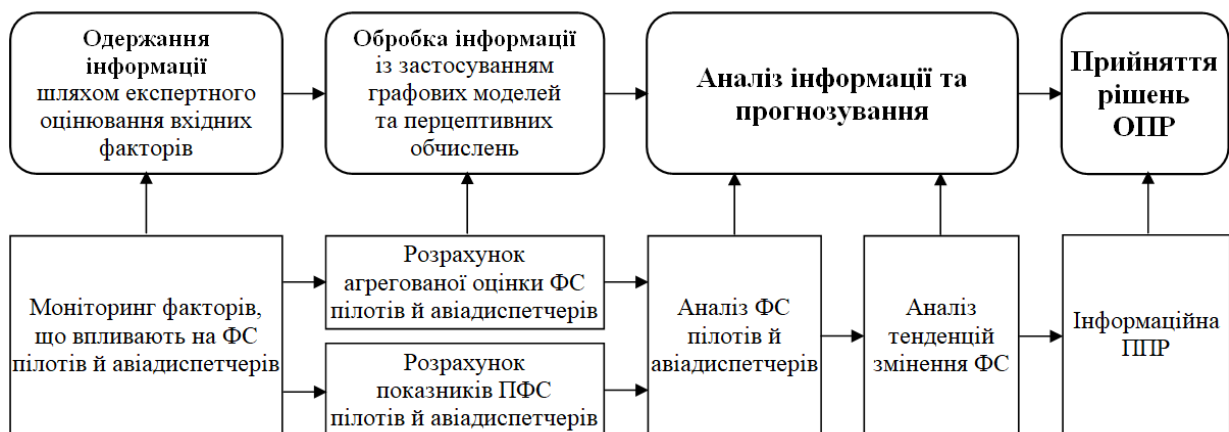 Одержання
інформації
шляхом експертного
оцінювання вхідних
факторів
Обробка інформації
із застосуванням
графових моделей
та перцептивних
обчислень
Аналіз інформації та
прогнозування
Прийняття
рішень
ОПР
Моніторинг факторів,
що впливають на ФС
пілотів й авіадиспетчерів
Розрахунок
агрегованої оцінки ФС
пілотів й авіадиспетчерів
Розрахунок
показників ПФС
пілотів й авіадиспетчерів
Аналіз ФС
пілотів й
авіадиспетчерів
Аналіз
тенденцій
змінення ФС
Інформаційна
ППР